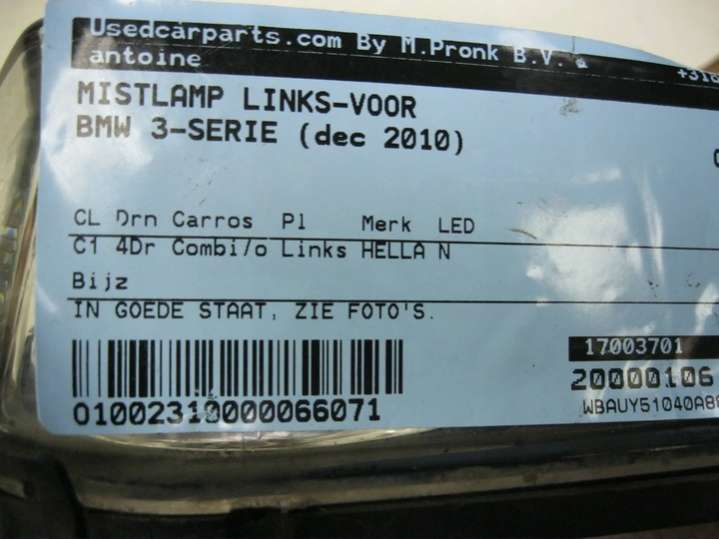 Usedcarparts.com By M.Pronk B.V.
antoine
MISTLAMP LINKS-VOOR
BMW 3-SERIE (dec 2010)
CL Drn Carros Pl Merk LED
C1 4Dr Combi/o Links HELLA N
Bijz
IN GOEDE STAAT, ZIE FOTO'S.
17003701
20000106
01002310000066071